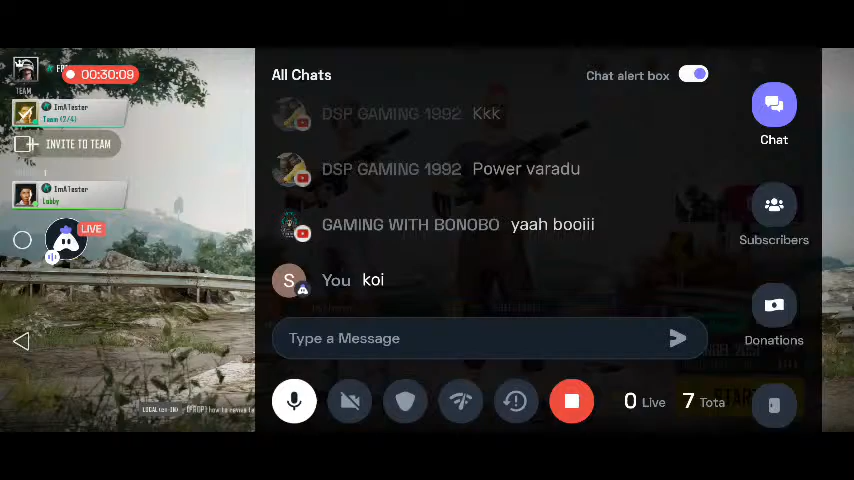 00:30:09
TEAM
ImATester
Team (2/4)
INVITE TO TEAM
ImATester
Lobby
LIVE
All Chats
Chat alert box
DSP GAMING 1992 Kkk
DSP GAMING 1992 Power varadu
GAMING WITH BONOBO yaah booiii
S You koi
Type a Message
0 Live 7 Tota
Chat
Subscribers
Donations